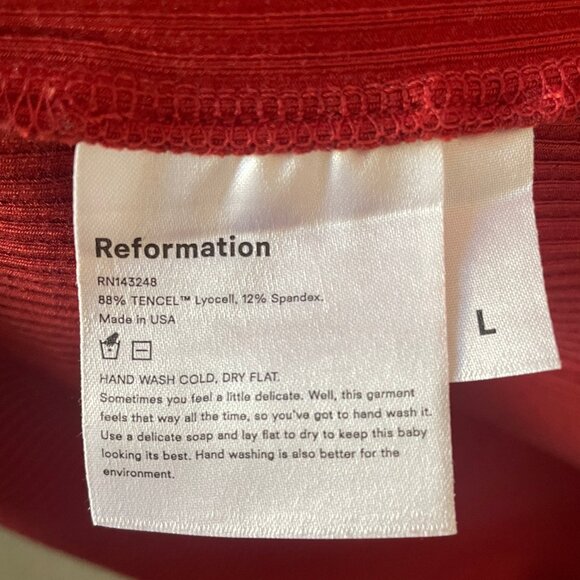 Reformation
RN143248
88% TENCEL™ Lyocell, 12% Spandex.
Made in USA
HAND WASH COLD, DRY FLAT.
Sometimes you feel a little delicate. Well, this garment
feels that way all the time, so you've got to hand wash it.
Use a delicate soap and lay flat to dry to keep this baby
looking its best. Hand washing is also better for the
environment.
L